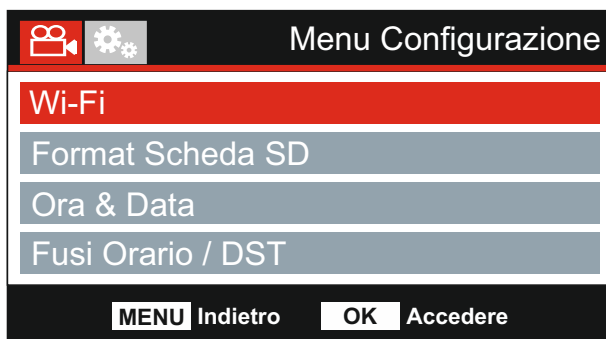 Menu Configurazione
Wi-Fi
Format Scheda SD
Ora & Data
Fusi Orario / DST
MENU Indietro OK Accedere